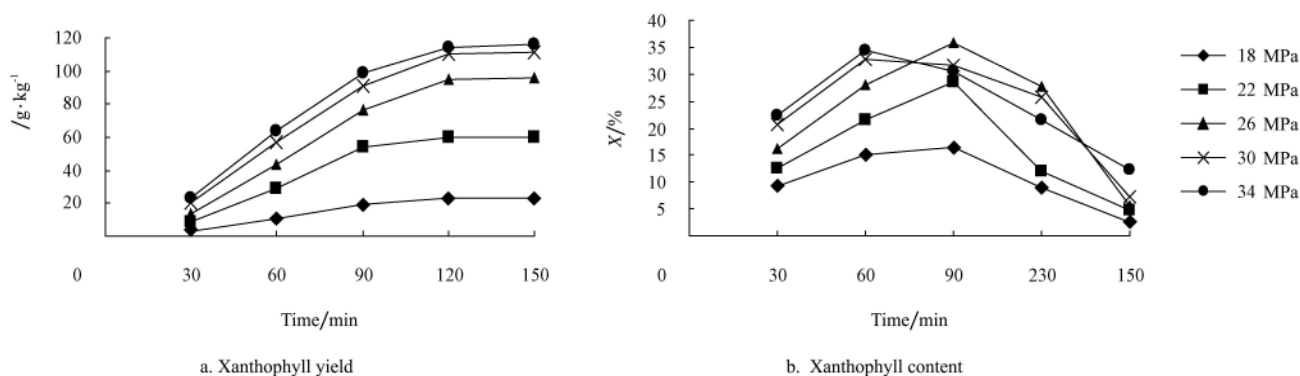 /g·kg⁻¹
120
100
80
60
40
20
0
30 60 90 120 150
Time/min
a. Xanthophyll yield
X/%
40
35
30
25
20
15
10
5
0
30 60 90 230 150
Time/min
b. Xanthophyll content
18 MPa
22 MPa
26 MPa
30 MPa
34 MPa